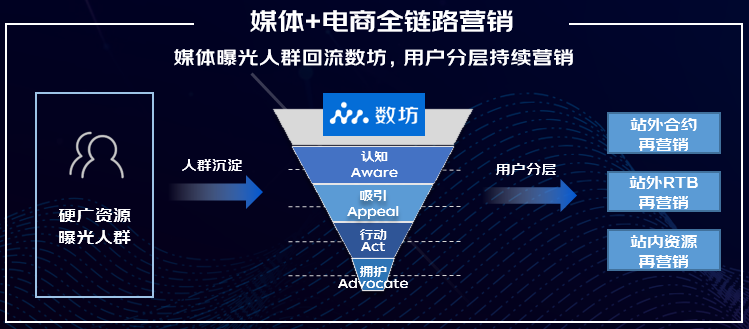 媒体+电商全链路营销
媒体曝光人群回流数坊，用户分层持续营销
硬广资源
曝光人群
人群沉淀
数坊
认知
Aware
吸引
Appeal
行动
Act
拥护
Advocate
用户分层
站外合约
再营销
站外RTB
再营销
站内资源
再营销